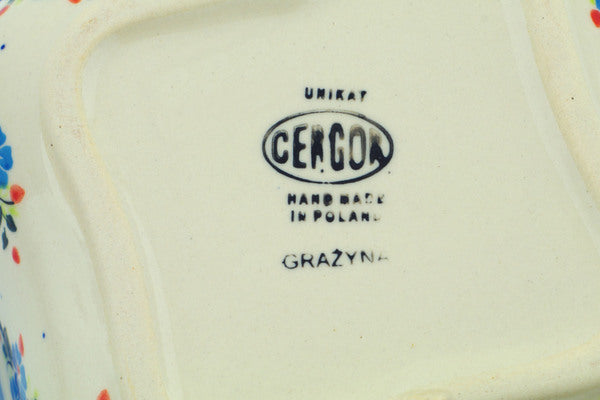 UNIKAT
CERGOR
HAND MADE
IN POLAND
GRAŻYNA